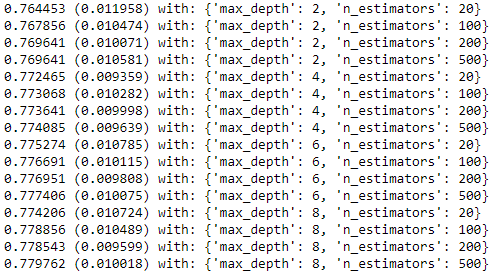 0.764453 (0.011958) with: {'max_depth': 2, 'n_estimators': 20}
0.767856 (0.010474) with: {'max_depth': 2, 'n_estimators': 100}
0.769641 (0.010071) with: {'max_depth': 2, 'n_estimators': 200}
0.769641 (0.010581) with: {'max_depth': 2, 'n_estimators': 500}
0.772465 (0.009359) with: {'max_depth': 4, 'n_estimators': 20}
0.773068 (0.010282) with: {'max_depth': 4, 'n_estimators': 100}
0.773641 (0.009998) with: {'max_depth': 4, 'n_estimators': 200}
0.774085 (0.009639) with: {'max_depth': 4, 'n_estimators': 500}
0.775274 (0.010785) with: {'max_depth': 6, 'n_estimators': 20}
0.776691 (0.010115) with: {'max_depth': 6, 'n_estimators': 100}
0.776951 (0.009808) with: {'max_depth': 6, 'n_estimators': 200}
0.777406 (0.010075) with: {'max_depth': 6, 'n_estimators': 500}
0.774206 (0.010724) with: {'max_depth': 8, 'n_estimators': 20}
0.778856 (0.010489) with: {'max_depth': 8, 'n_estimators': 100}
0.778543 (0.009599) with: {'max_depth': 8, 'n_estimators': 200}
0.779762 (0.010018) with: {'max_depth': 8, 'n_estimators': 500}